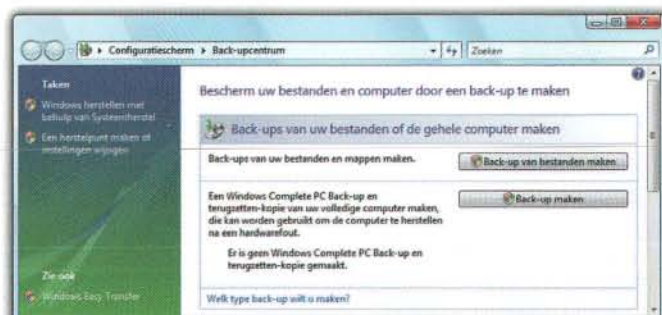 Configuratiescherm ▸ Back-upcentrum
Zoeken
Taken
Windows herstellen met
behulp van Systeemherstel
Een herstelpunt maken of
instellingen wijzigen
Zie ook
Windows Easy Transfer
Bescherm uw bestanden en computer door een back-up te maken
Back-ups van uw bestanden of de gehele computer maken
Back-ups van uw bestanden en mappen maken.
Back-up van bestanden maken
Een Windows Complete PC Back-up en
terugzetten-kopie van uw volledige computer maken,
die kan worden gebruikt om de computer te herstellen
na een hardwarefout.
Back-up maken
Er is geen Windows Complete PC Back-up en
terugzetten-kopie gemaakt.
Welk type back-up wilt u maken?